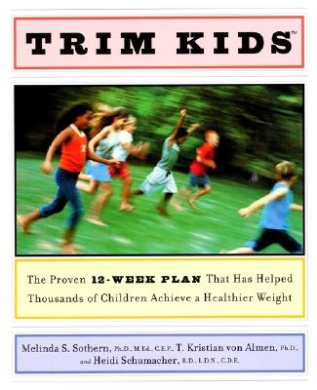 TRIM KIDS™
The Proven 12-WEEK PLAN That Has Helped
Thousands of Children Achieve a Healthier Weight
Melinda S. Sothern, Ph.D., M.Ed., C.E.P., T. Kristian von Almen, Ph.D.,
and Heidi Schumacher, R.D., L.D.N., C.D.E.